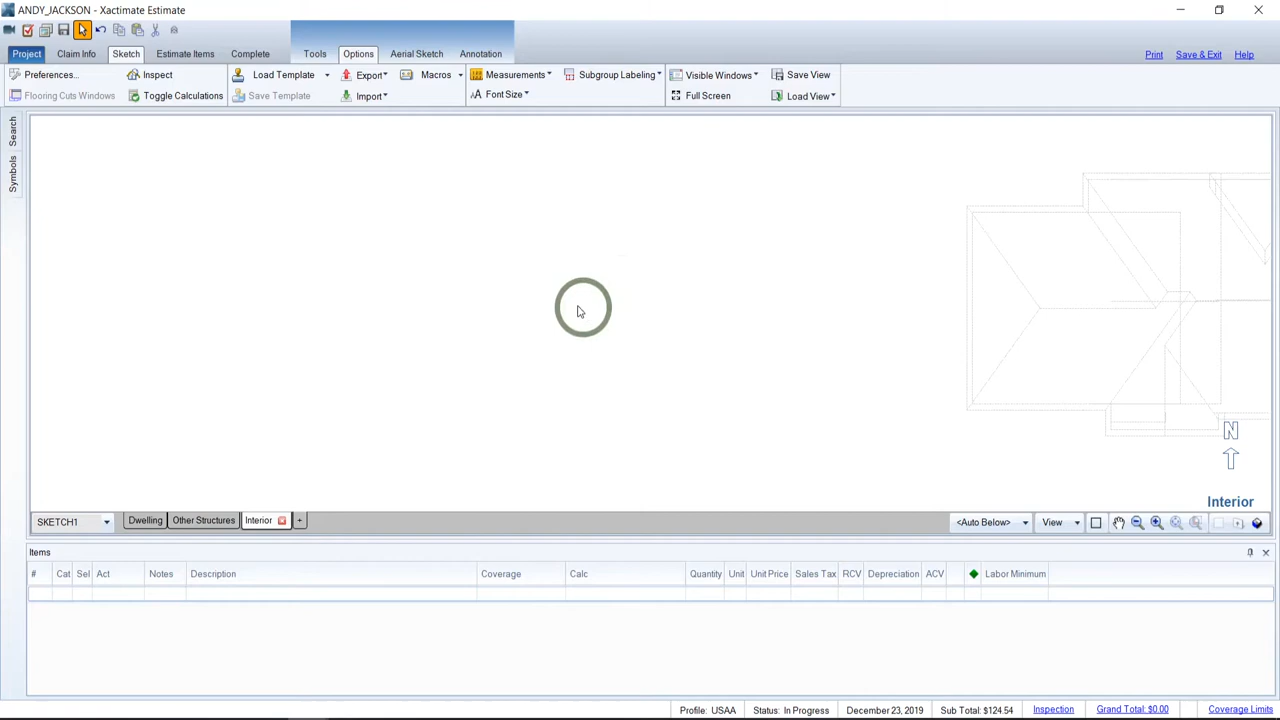 ANDY_JACKSON - Xactimate Estimate
Project Claim Info Sketch Estimate Items Complete Tools Options Aerial Sketch Annotation Print Save & Exit Help
Preferences... Inspect Load Template Export Macros Measurements Subgroup Labeling Visible Windows Save View
Flooring Cuts Windows Toggle Calculations Save Template Import Font Size Full Screen Load View
Search
Symbols
N
Interior
SKETCH1 Dwelling Other Structures Interior + <Auto Below> View
Items
# Cat Sel Act Notes Description Coverage Calc Quantity Unit Unit Price Sales Tax RCV Depreciation ACV Labor Minimum
Profile: USAA Status: In Progress December 23, 2019 Sub Total: $124.54 Inspection Grand Total: $0.00 Coverage Limits